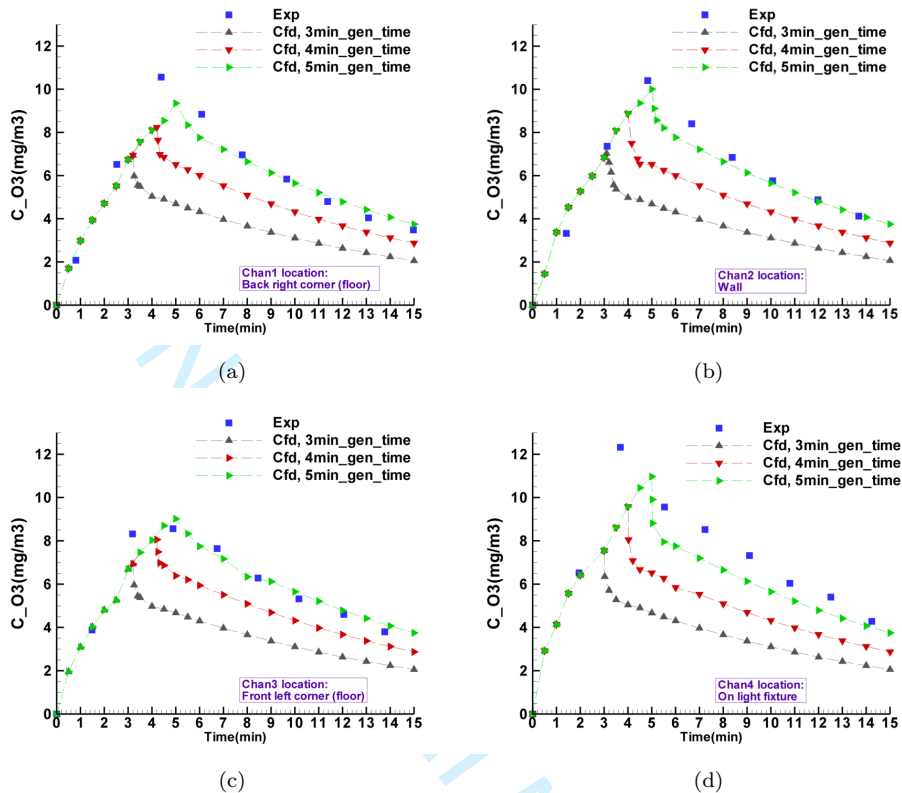 Exp
Cfd, 3min_gen_time
Cfd, 4min_gen_time
Cfd, 5min_gen_time
C_O3(mg/m3)
12
10
8
6
4
2
0
Chan1 location:
Back right corner (floor)
0 1 2 3 4 5 6 7 8 9 10 11 12 13 14 15
Time(min)
(a)
Exp
Cfd, 3min_gen_time
Cfd, 4min_gen_time
Cfd, 5min_gen_time
C_O3(mg/m3)
12
10
8
6
4
2
0
Chan2 location:
Wall
0 1 2 3 4 5 6 7 8 9 10 11 12 13 14 15
Time(min)
(b)
Exp
Cfd, 3min_gen_time
Cfd, 4min_gen_time
Cfd, 5min_gen_time
C_O3(mg/m3)
12
10
8
6
4
2
0
Chan3 location:
Front left corner (floor)
0 1 2 3 4 5 6 7 8 9 10 11 12 13 14 15
Time(min)
(c)
Exp
Cfd, 3min_gen_time
Cfd, 4min_gen_time
Cfd, 5min_gen_time
C_O3(mg/m3)
12
10
8
6
4
2
0
Chan4 location:
On light fixture
0 1 2 3 4 5 6 7 8 9 10 11 12 13 14 15
Time(min)
(d)